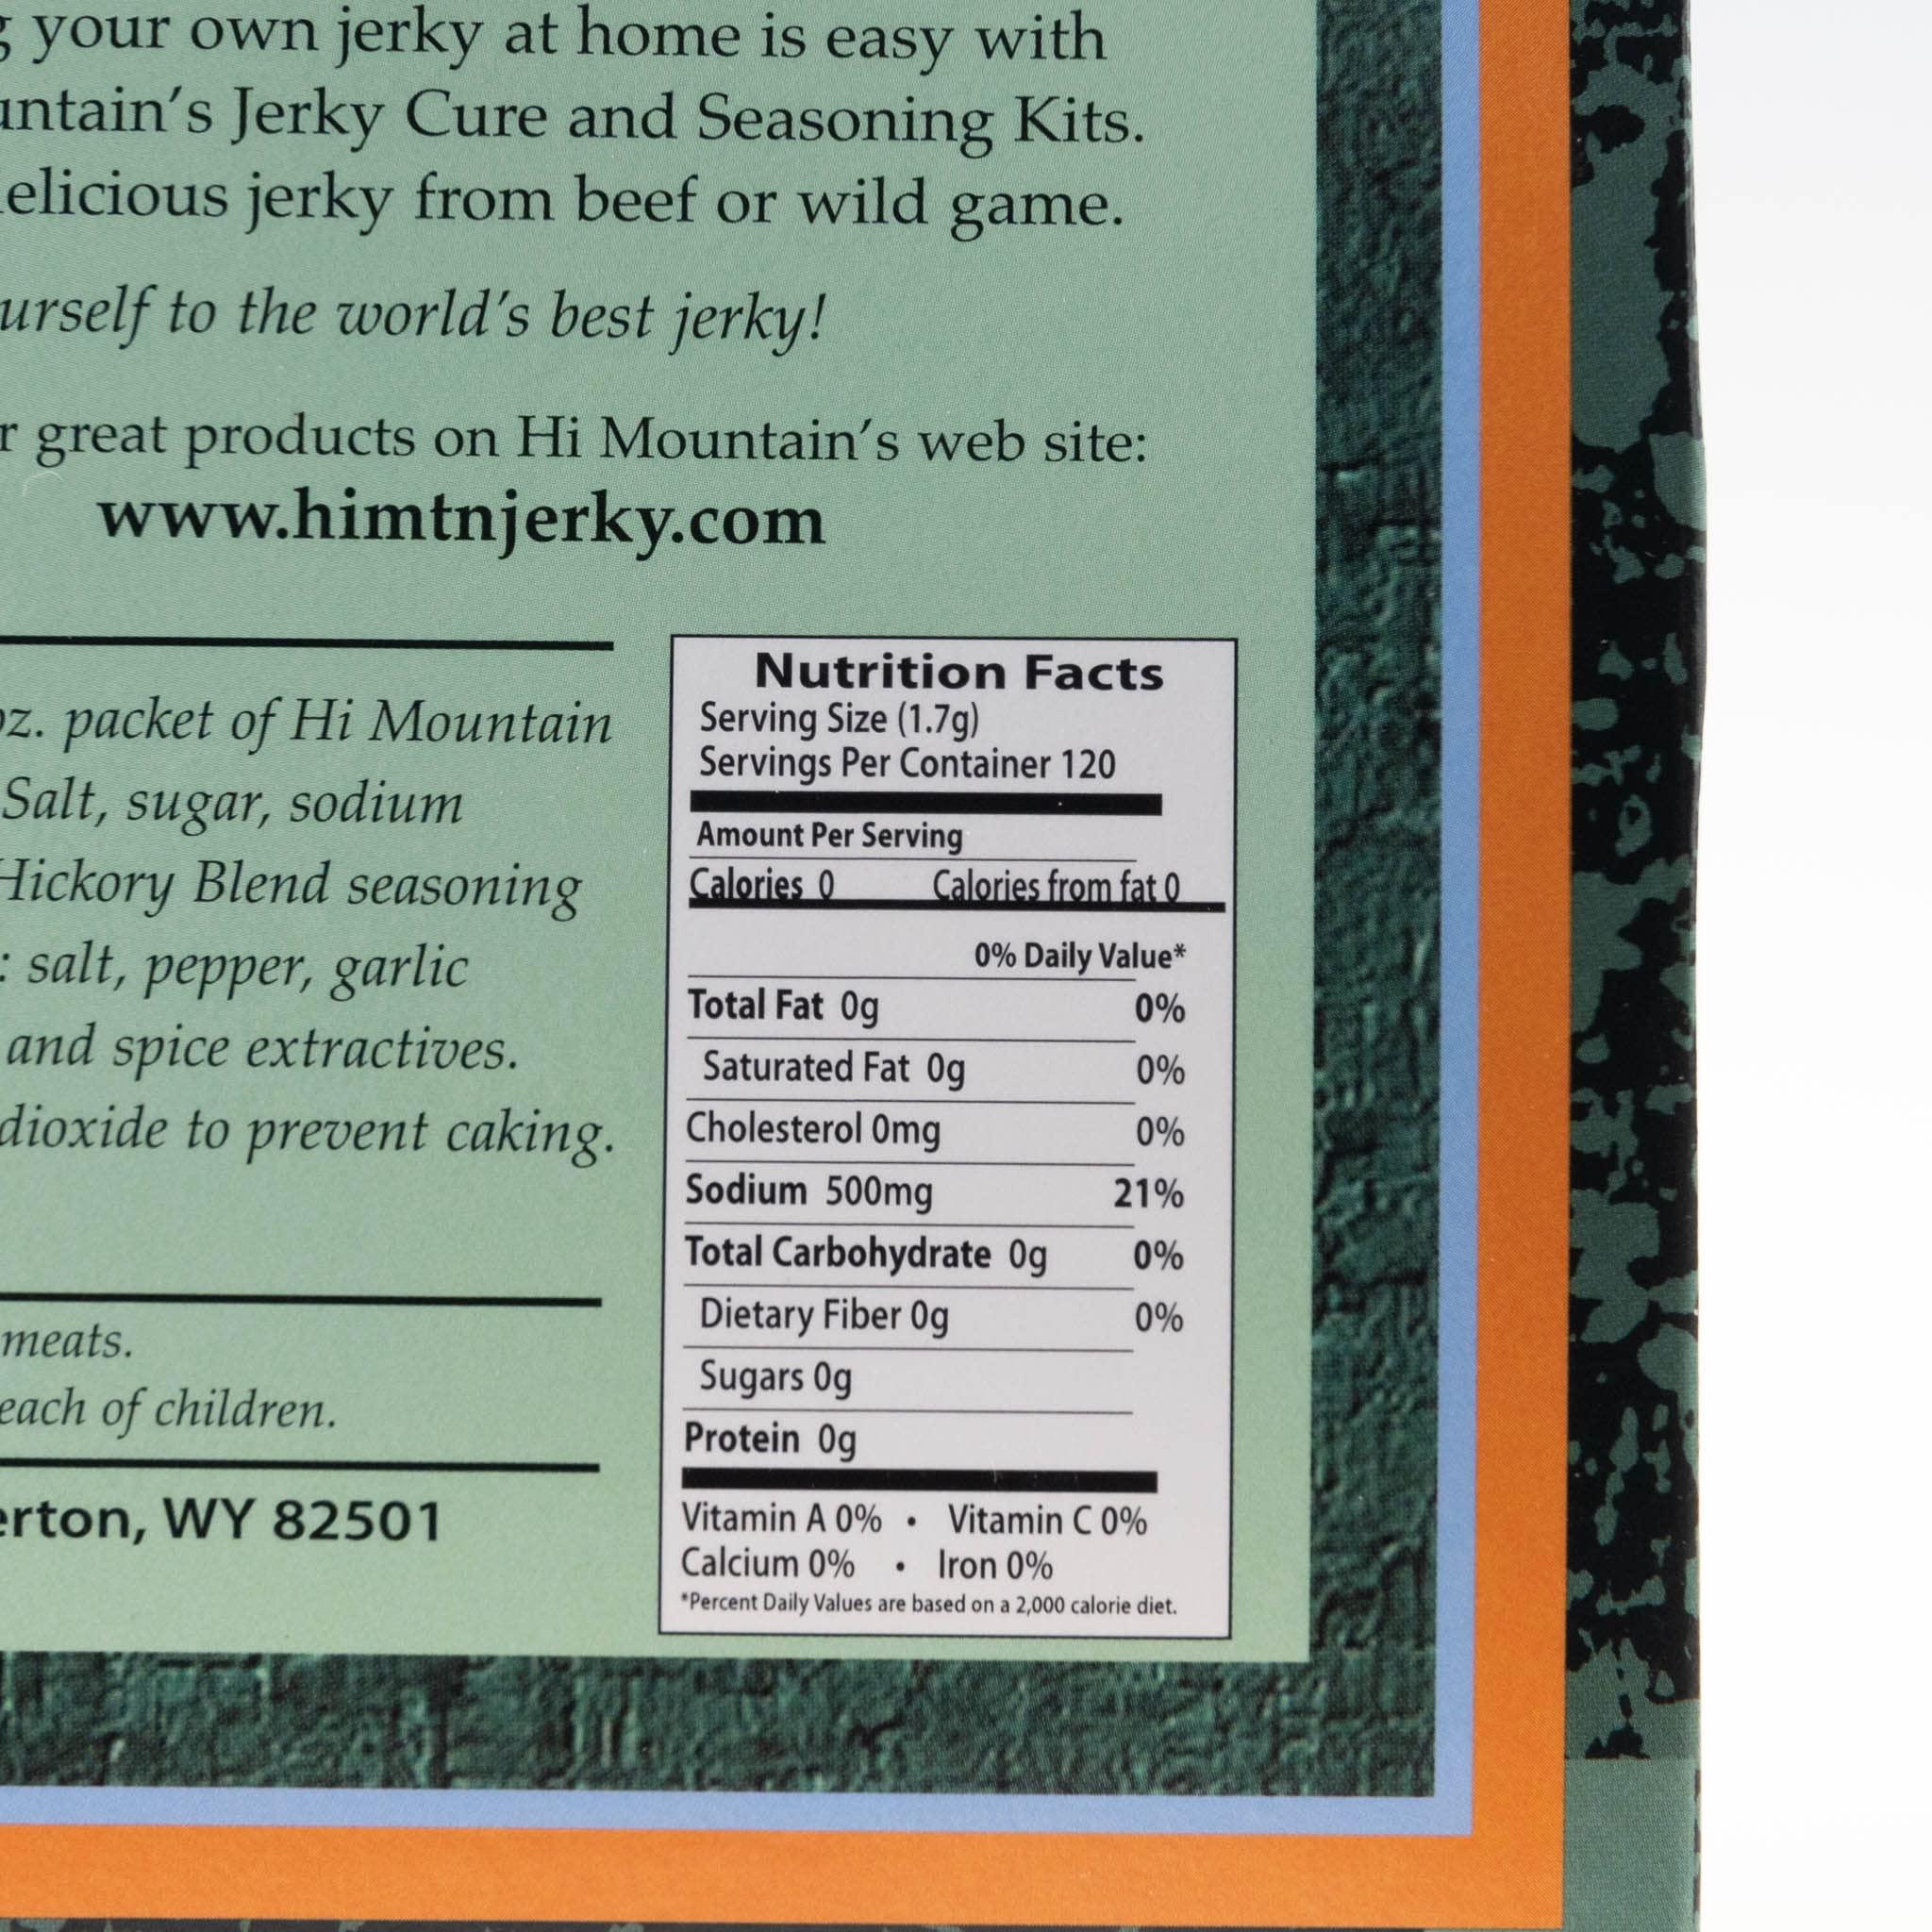 your own jerky at home is easy with
Jerky Cure and Seasoning Kits.
jerky from beef or wild game.
to the world's best jerky!
great products on Hi Mountain's web site:
www.himtnjerky.com
packet of Hi Mountain
Salt, sugar, sodium
Hickory Blend seasoning
: salt, pepper, garlic
and spice extractives.
dioxide to prevent caking.
meats.
of children.
WY 82501
Nutrition Facts
Serving Size (1.7g)
Servings Per Container 120
Amount Per Serving
Calories 0 Calories from fat 0
0% Daily Value*
Total Fat 0g 0%
Saturated Fat 0g 0%
Cholesterol 0mg 0%
Sodium 500mg 21%
Total Carbohydrate 0g 0%
Dietary Fiber 0g 0%
Sugars 0g
Protein 0g
Vitamin A 0% • Vitamin C 0%
Calcium 0% • Iron 0%
*Percent Daily Values are based on a 2,000 calorie diet.